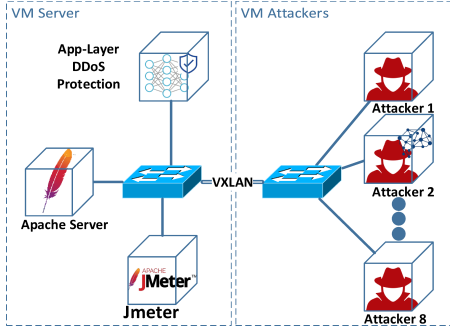 VM Server
VM Attackers
App-Layer
DDoS
Protection
Attacker 1
Attacker 2
VXLAN
Apache Server
APACHE
JMeter™
Jmeter
Attacker 8